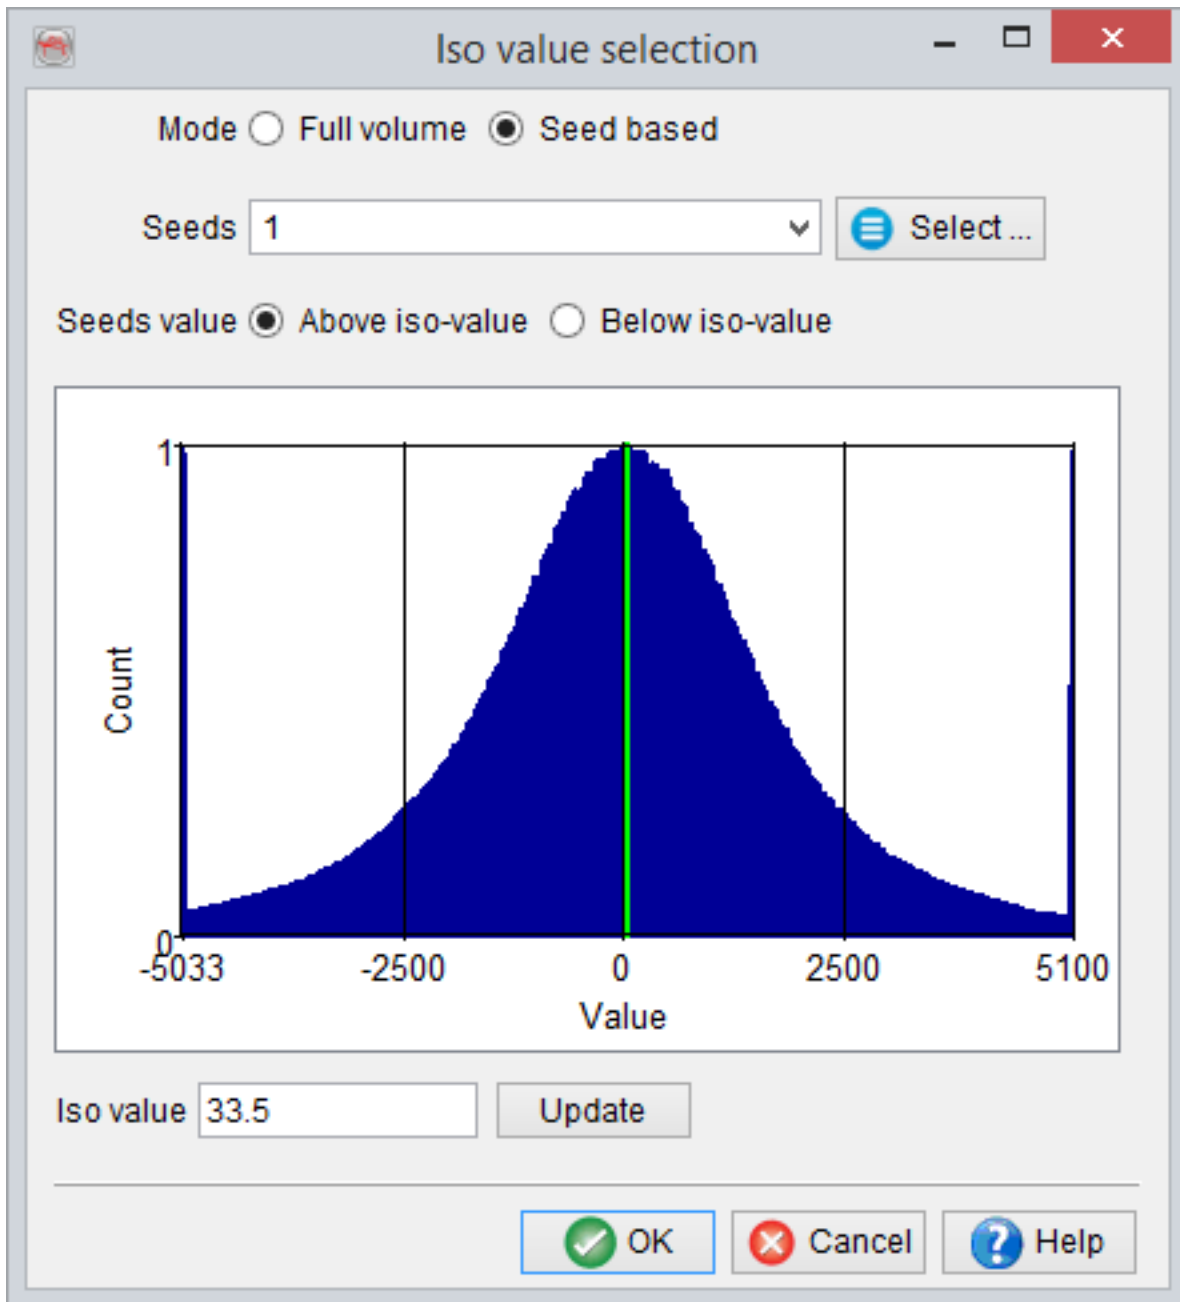 Iso value selection
Mode Full volume Seed based
Seeds 1 Select ...
Seeds value Above iso-value Below iso-value
1
Count
0
-5033 -2500 0 2500 5100
Value
Iso value 33.5 Update
OK Cancel Help